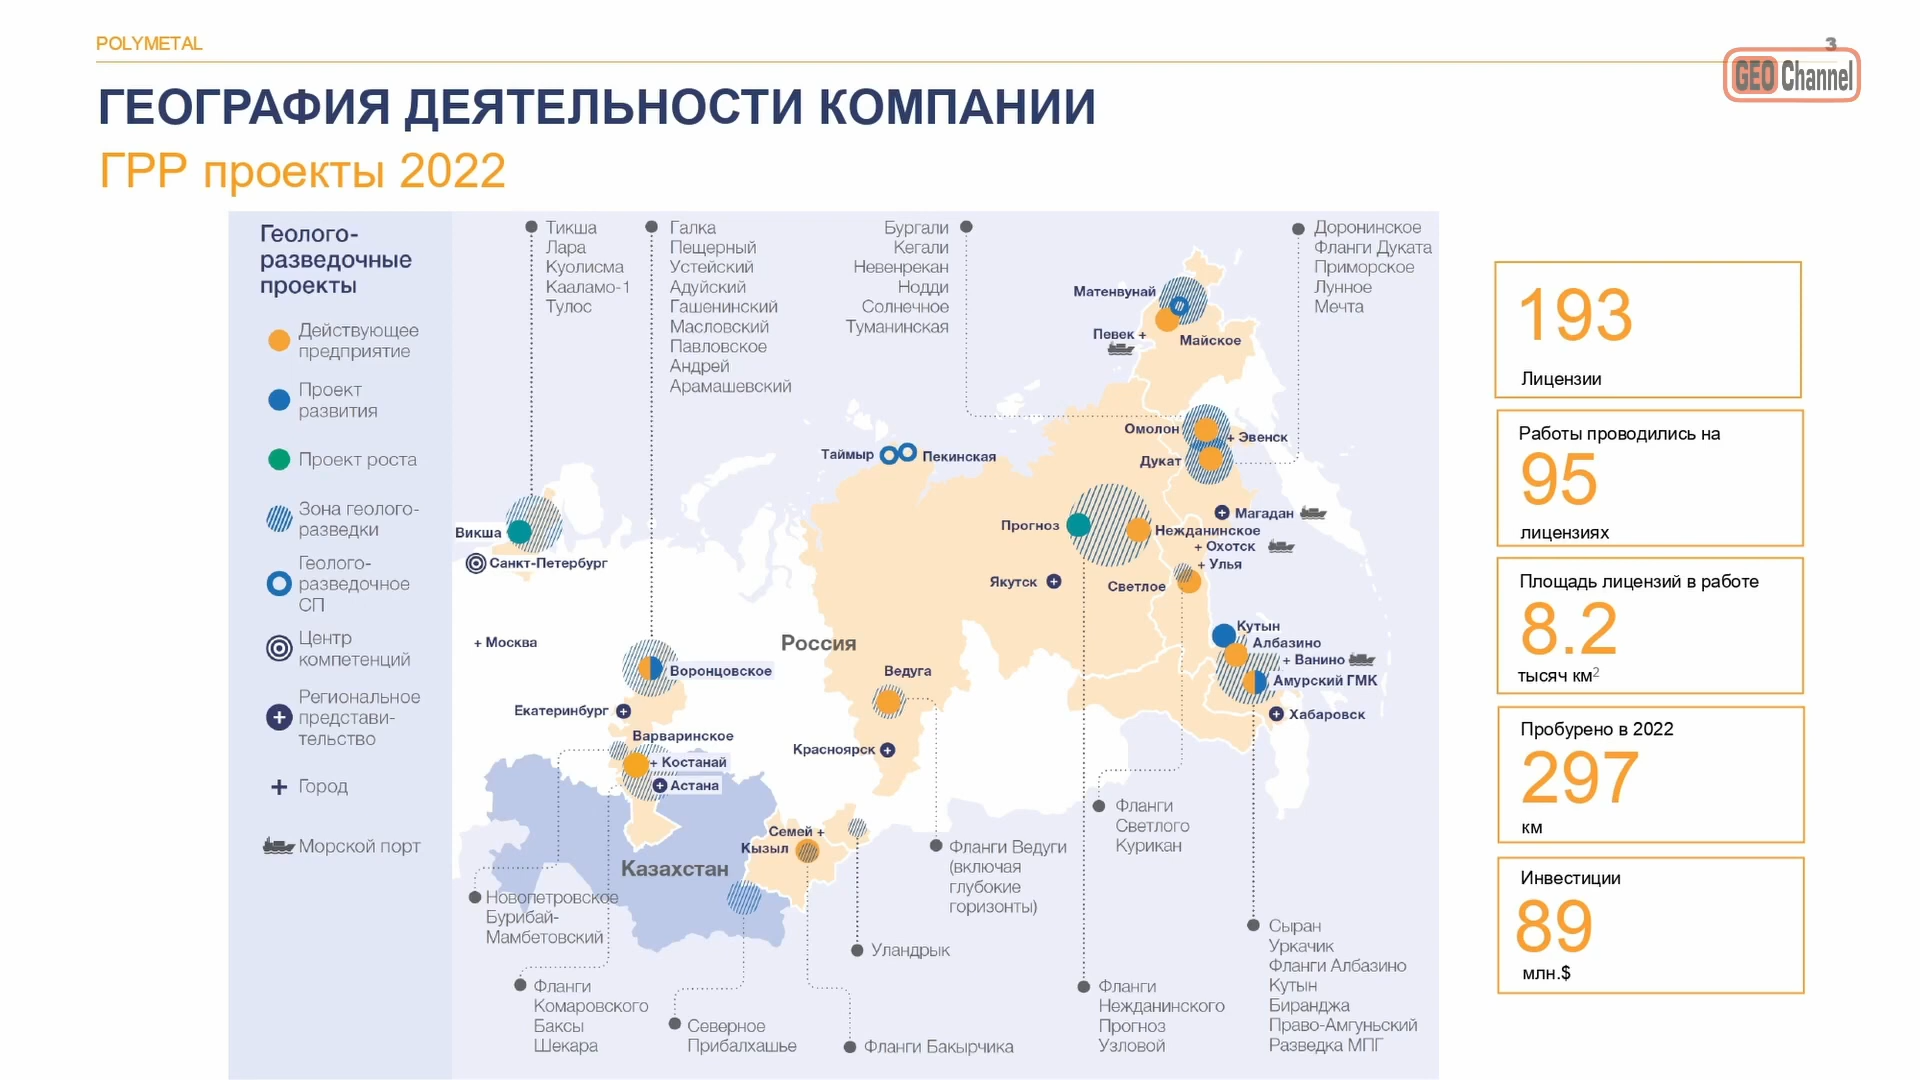 POLYMETAL
3
GEO Channel
ГЕОГРАФИЯ ДЕЯТЕЛЬНОСТИ КОМПАНИИ
ГРР проекты 2022
Геолого-
разведочные
проекты
Действующее
предприятие
Проект
развития
Проект роста
Зона геолого-
разведки
Геолого-
разведочное
СП
Центр
компетенций
Региональное
представи-
тельство
Город
Морской порт
Тикша
Лара
Куолисма
Кааламо-1
Тулос
Галка
Пещерный
Устейский
Адуйский
Гашенинский
Масловский
Павловское
Андрей
Арамашевский
Бургали
Кегали
Невенрекан
Нодди
Солнечное
Туманинская
Доронинское
Фланги Дуката
Приморское
Лунное
Мечта
Матенвунай
Певек +
Майское
Омолон
+ Эвенск
Дукат
Таймыр
Пекинская
Магадан
Прогноз
Нежданинское
+ Охотск
+ Улья
Викша
Санкт-Петербург
Якутск
Светлое
+ Москва
Россия
Кутын
Албазино
+ Ванино
Амурский ГМК
Хабаровск
Воронцовское
Ведуга
Екатеринбург
Варваринское
+ Костанай
Астана
Красноярск
Семей +
Кызыл
Казахстан
Фланги
Светлого
Курикан
Фланги Ведуги
(включая
глубокие
горизонты)
Новопетровское
Бурибай-
Мамбетовский
Уландрык
Сыран
Уркачик
Фланги Албазино
Кутын
Биранджа
Право-Амгуньский
Разведка МПГ
Фланги
Комаровского
Баксы
Шекара
Северное
Прибалхашье
Фланги Бакырчика
Фланги
Нежданинского
Прогноз
Узловой
193
Лицензии
Работы проводились на
95
лицензиях
Площадь лицензий в работе
8.2
тысяч км²
Пробурено в 2022
297
км
Инвестиции
89
млн.$